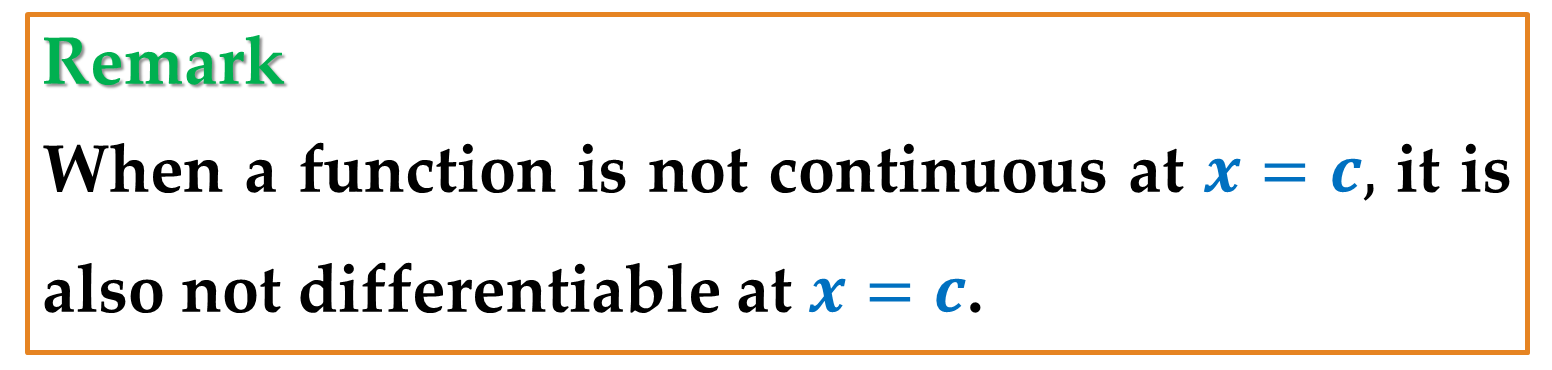 Remark
When a function is not continuous at x = c, it is
also not differentiable at x = c.